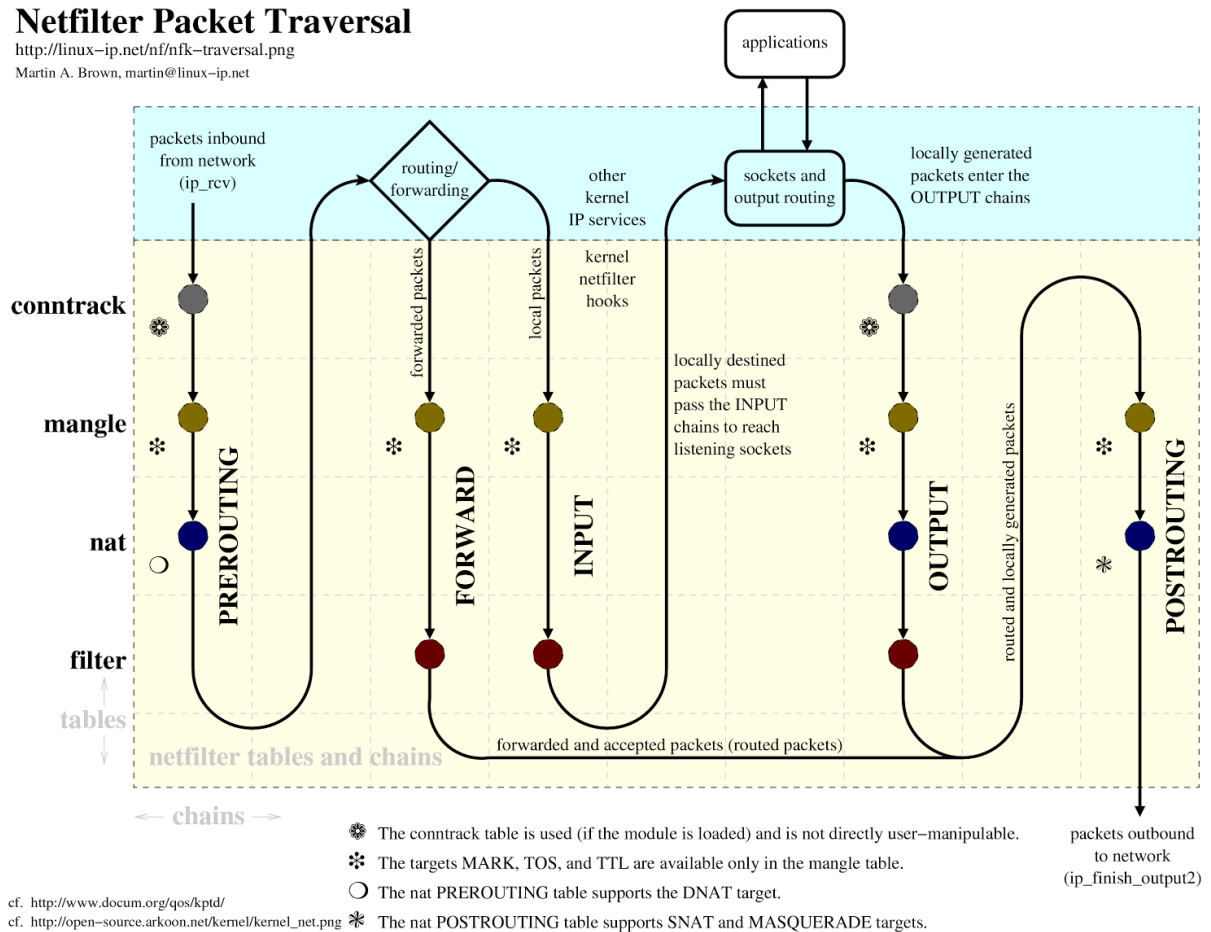 Netfilter Packet Traversal
http://linux−ip.net/nf/nfk−traversal.png
Martin A. Brown, martin@linux−ip.net
applications
packets inbound
from network
(ip_rcv)
routing/
forwarding
other
kernel
IP services
sockets and
output routing
locally generated
packets enter the
OUTPUT chains
kernel
netfilter
hooks
forwarded packets
local packets
conntrack
locally destined
packets must
pass the INPUT
chains to reach
listening sockets
mangle
PREROUTING
FORWARD
INPUT
OUTPUT
routed and locally generated packets
POSTROUTING
nat
filter
tables
forwarded and accepted packets (routed packets)
netfilter tables and chains
chains
The conntrack table is used (if the module is loaded) and is not directly user−manipulable.
The targets MARK, TOS, and TTL are available only in the mangle table.
The nat PREROUTING table supports the DNAT target.
The nat POSTROUTING table supports SNAT and MASQUERADE targets.
packets outbound
to network
(ip_finish_output2)
cf. http://www.docum.org/qos/kptd/
cf. http://open-source.arkoon.net/kernel/kernel_net.png